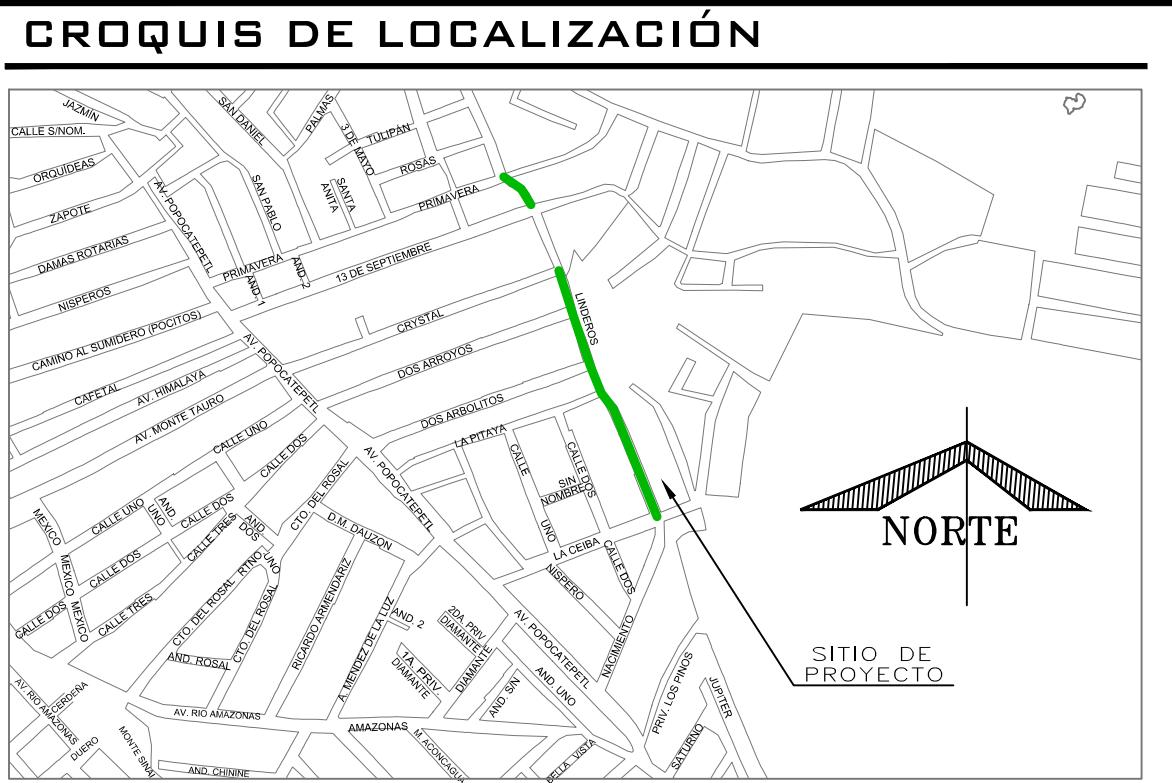 CROQUIS DE LOCALIZACIÓN
JAZMÍN
CALLE S/NOM.
ORQUÍDEAS
ZAPOTE
DAMAS ROTARIAS
NISPEROS
CAMINO AL SUMIDERO (POCITOS)
CAFETAL
AV. HIMALAYA
AV. MONTE TAURO
AV. POPOCATEPETL
SAN DANIEL
SAN PABLO
PALMAS
3 DE MAYO
TULIPÁN
ROSAS
SANTA
ANITA
PRIMAVERA
PRIMAVERA
AND. 1
AND. 2
13 DE SEPTIEMBRE
CRYSTAL
LINDEROS
AV. POPOCATEPETL
DOS ARROYOS
DOS ARBOLITOS
LA PITAYA
CALLE
UNO
CALLE DOS
SIN
NOMBRE
CALLE UNO
CALLE DOS
AV. POPOCATEPETL
CTO. DEL ROSAL
D.M. DAUZON
CALLE UNO
AND.
UNO
CALLE DOS
CALLE TRES
AND.
DOS
CALLE DOS
CALLE TRES
MEXICO
MEXICO
MEXICO
CALLE DOS
RTNO
UNO
CTO. DEL ROSAL
CTO. DEL ROSAL
AND. ROSAL
RICARDO ARMENDARIZ
A. MENDEZ DE LA LUZ
AND. 2
2DA. PRIV
DIAMANTE
1A. PRIV
DIAMANTE
DIAMANTE
AND. S/N
LA CEIBA
NISPERO
CALLE DOS
AV. POPOCATEPETL
AND. UNO
NACIMIENTO
PRIV. LOS PINOS
JUPITER
SATURNO
AV RIO AMAZONAS
CERDEÑA
DUERO
MONTE SINAI
AV. RIO AMAZONAS
AMAZONAS
AND. CHININE
M. ACONCAGUA
BELLA VISTA
NORTE
SITIO DE
PROYECTO